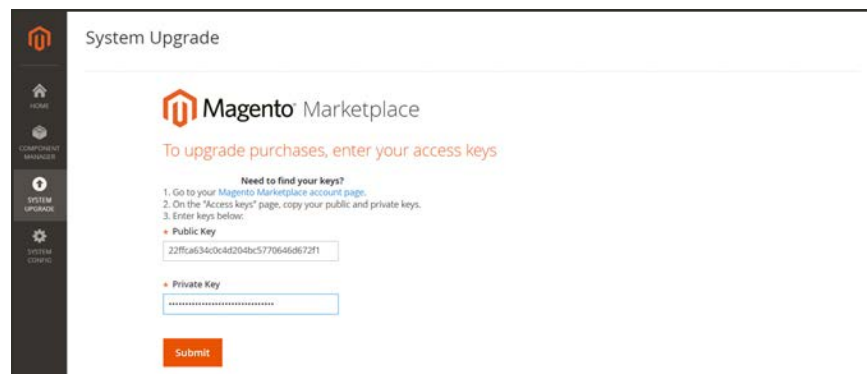 System Upgrade
HOME
COMPONENT
MANAGER
SYSTEM
UPGRADE
SYSTEM
CONFIG
Magento Marketplace
To upgrade purchases, enter your access keys
Need to find your keys?
1. Go to your Magento Marketplace account page.
2. On the "Access keys" page, copy your public and private keys.
3. Enter keys below:
Public Key
22ffca634c0c4d204bc5770646d672f1
Private Key
Submit